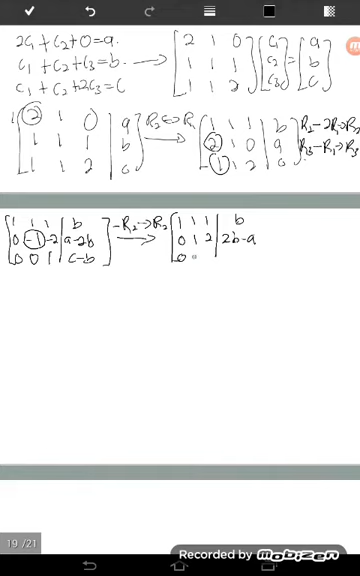 2c₁+c₂+0=a.
c₁+c₂+c₃=b → [2 1 0; 1 1 1; 1 1 2] [c₁; c₂; c₃] = [a; b; c]
c₁+c₂+2c₃=C
[2 1 0 | a; 1 1 1 | b; 1 1 2 | c] R₂↔R₁ → [1 1 1 | b; 2 1 0 | a; 1 1 2 | c] R₂-2R₁→R₂
R₃-R₁→R₃
[1 1 1 | b; 0 -1 -2 | a-2b; 0 0 1 | c-b] -R₂→R₂ → [1 1 1 | b; 0 1 2 | 2b-a; 0
19 /21
Recorded by Mobizen